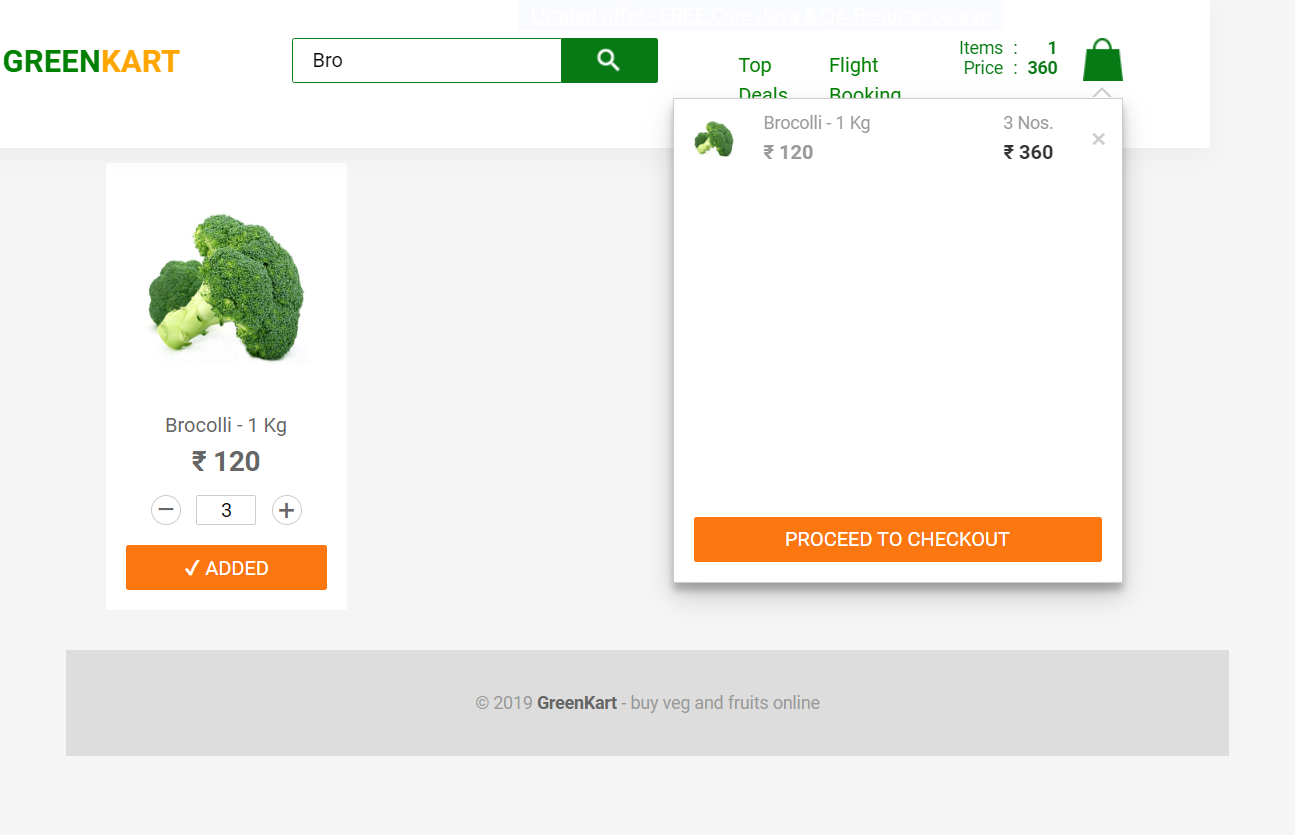 Limited offer - FREE Core Java & QA Resume course
GREENKART
Bro
Top Deals
Flight Booking
Items : 1
Price : 360
Brocolli - 1 Kg
₹ 120
3 Nos.
₹ 360
×
PROCEED TO CHECKOUT
Brocolli - 1 Kg
₹ 120
− 3 +
✓ ADDED
© 2019 GreenKart - buy veg and fruits online